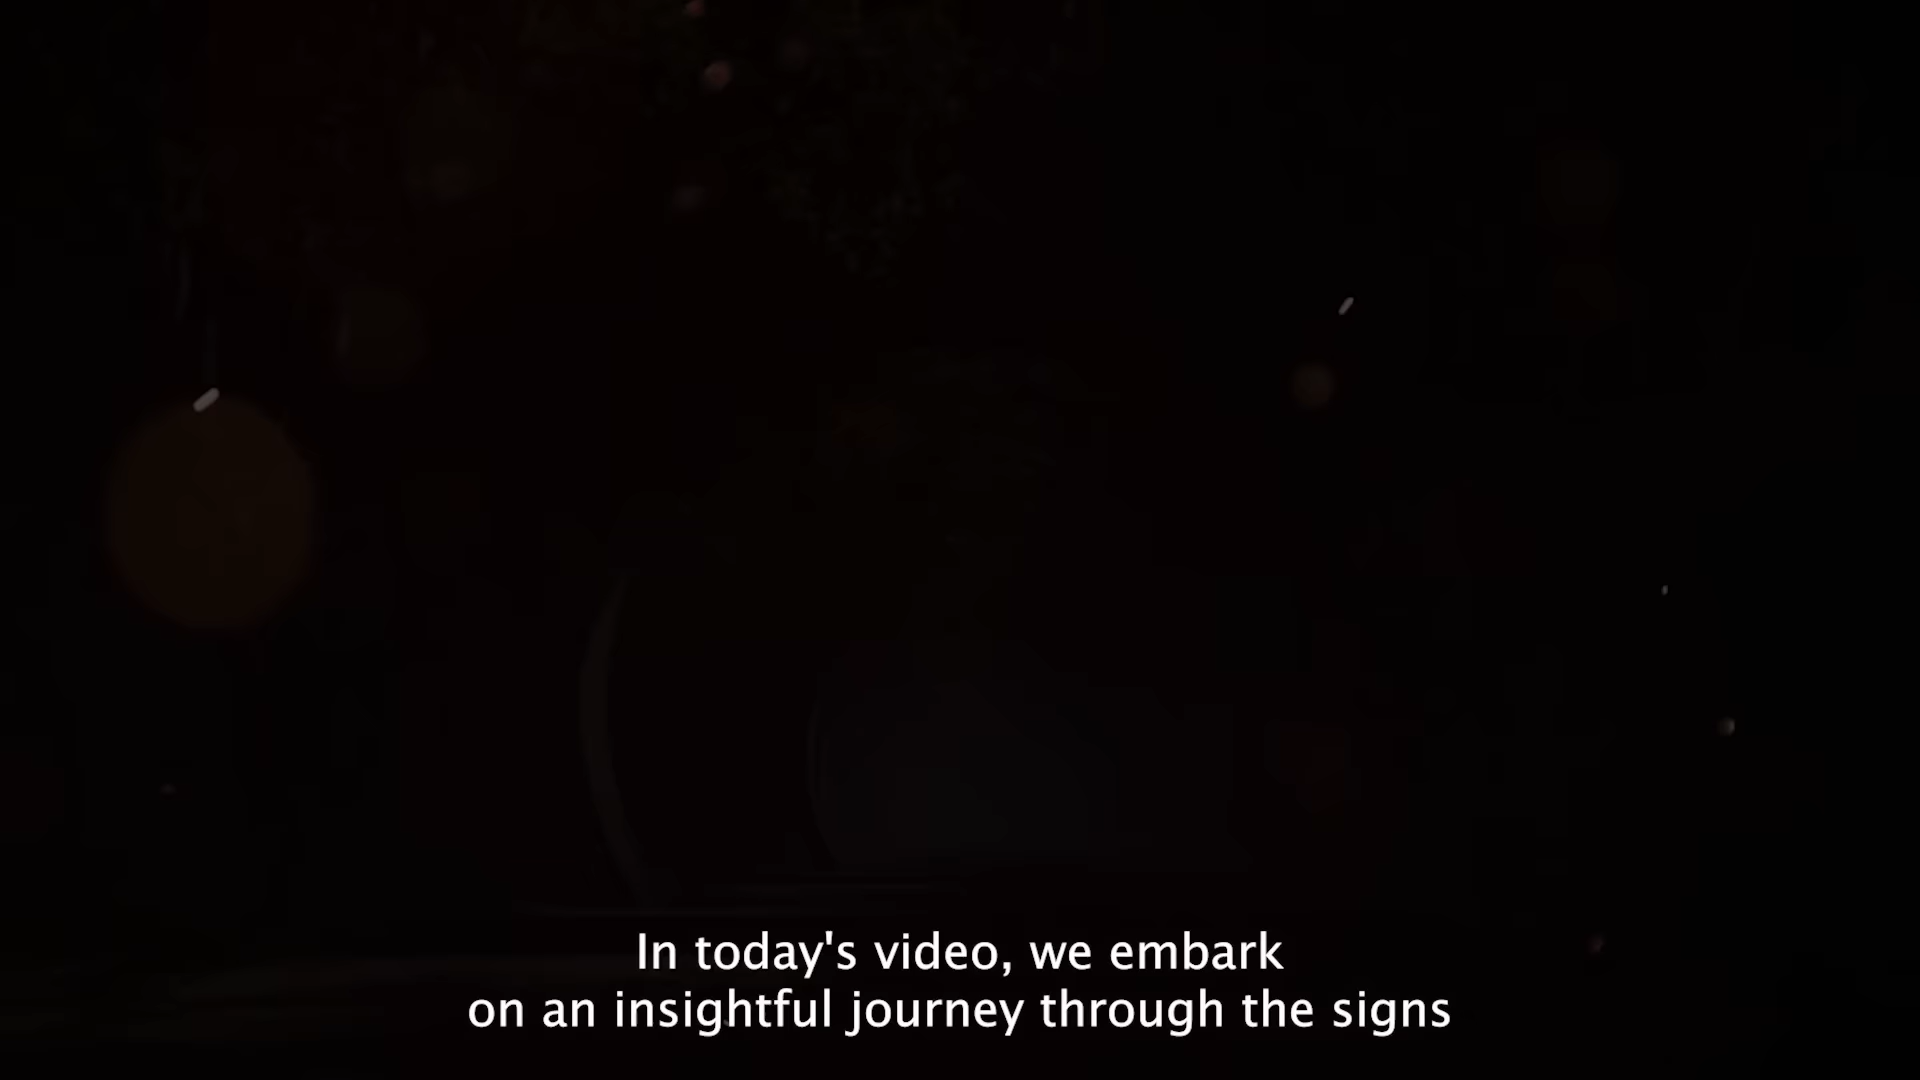 In today's video, we embark
on an insightful journey through the signs